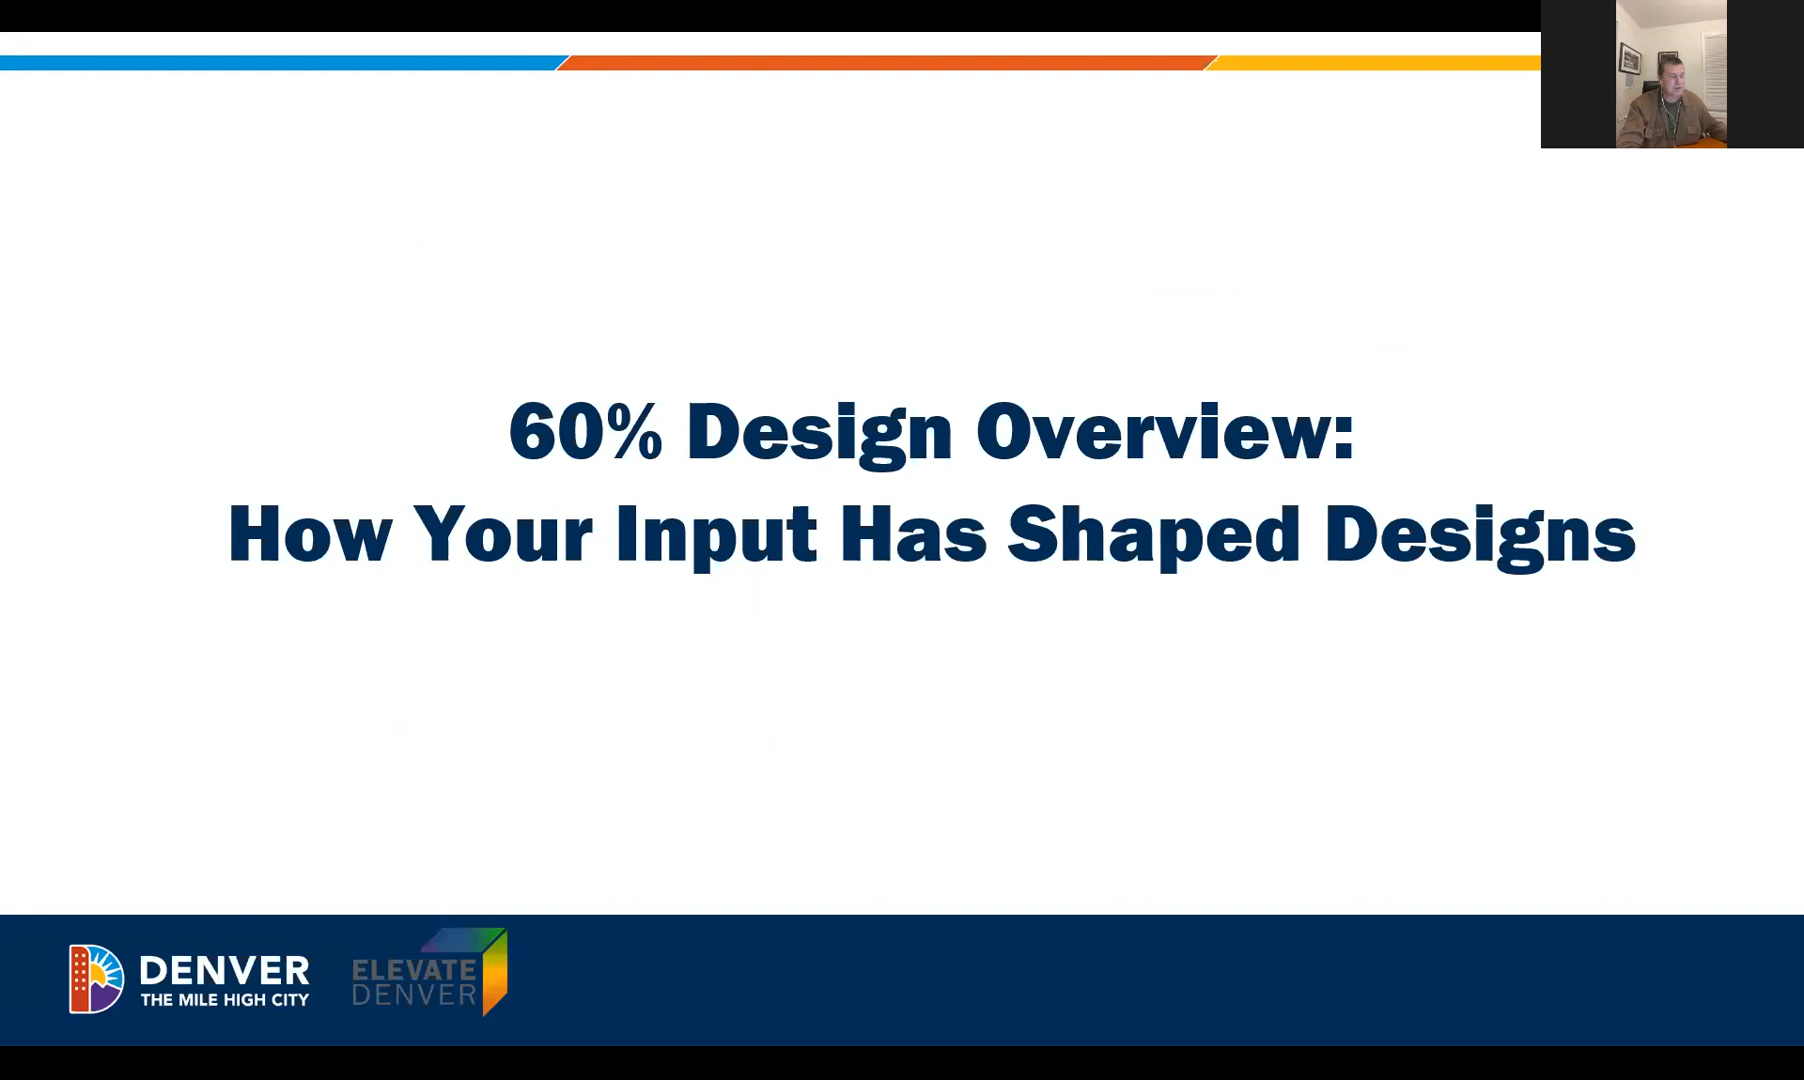 60% Design Overview:
How Your Input Has Shaped Designs
DENVER
THE MILE HIGH CITY
ELEVATE
DENVER